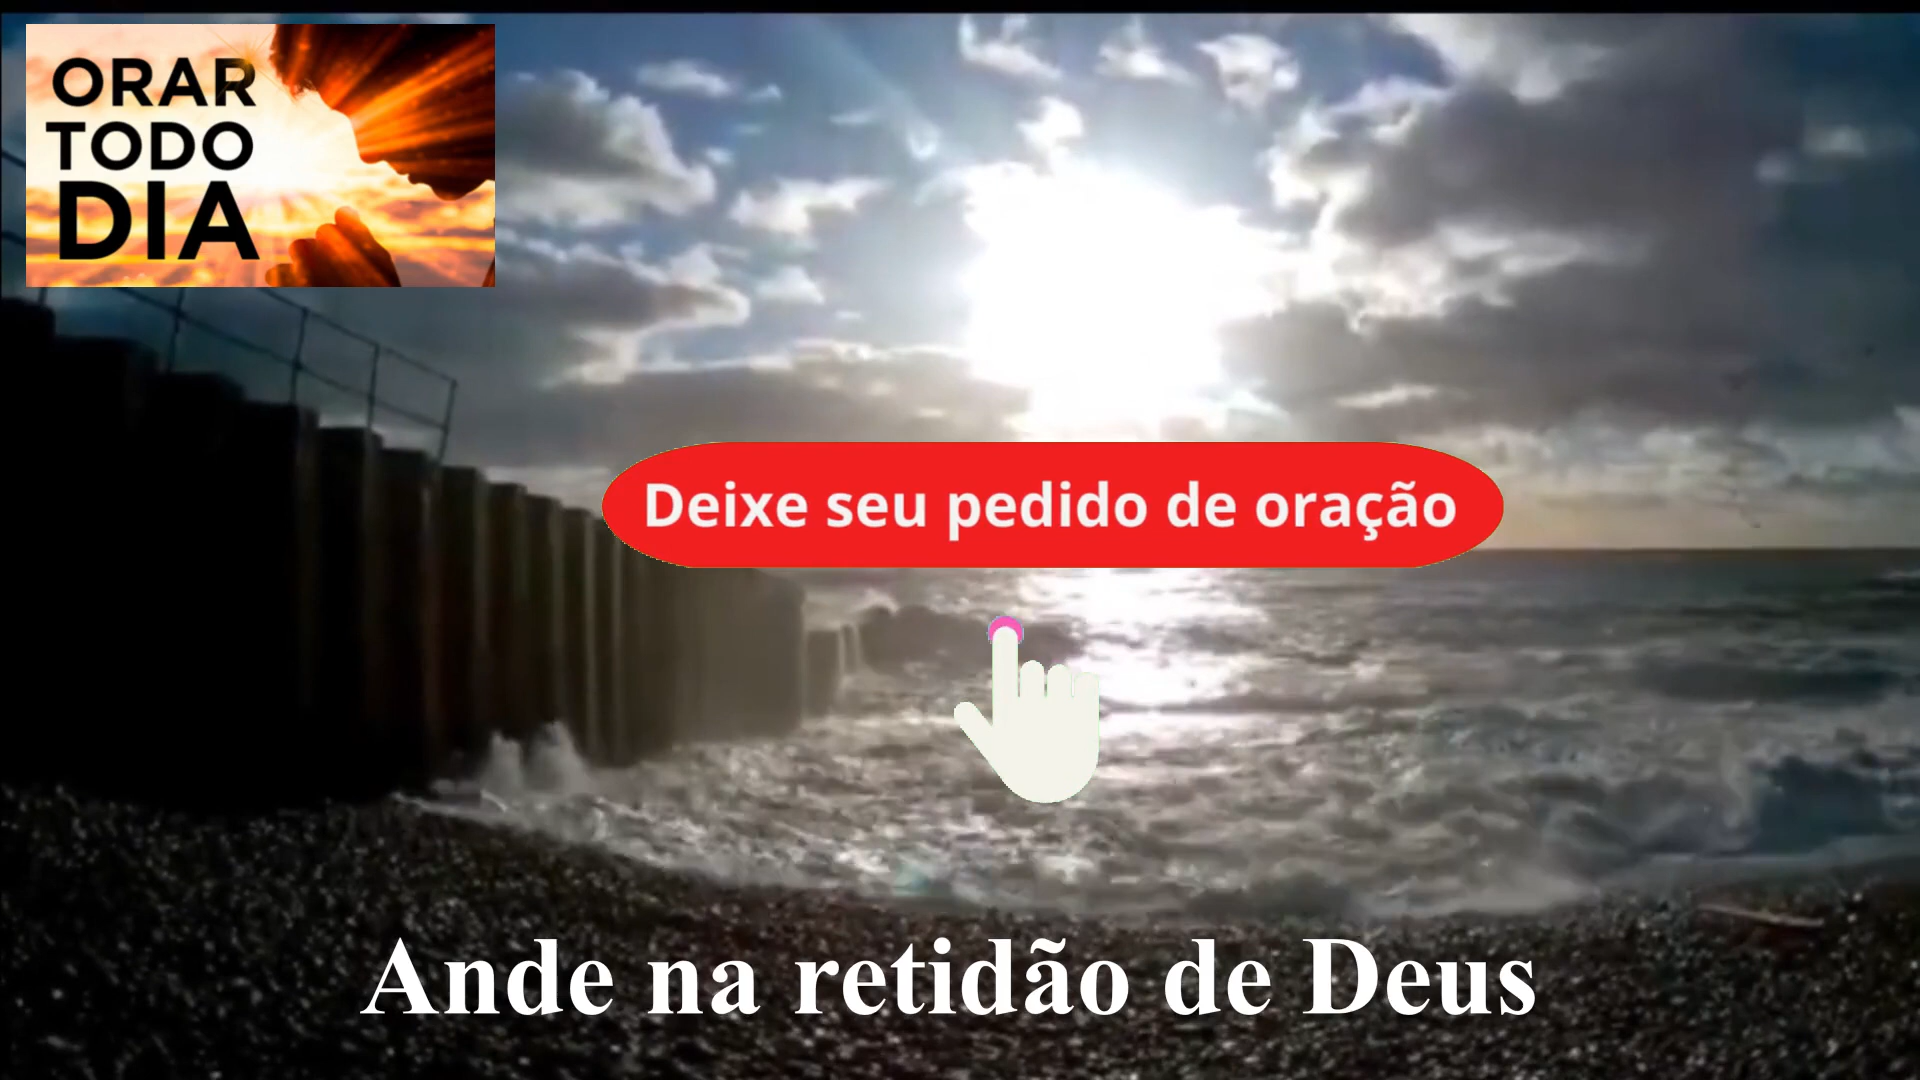 ORAR
TODO
DIA
Deixe seu pedido de oração
Ande na retidão de Deus